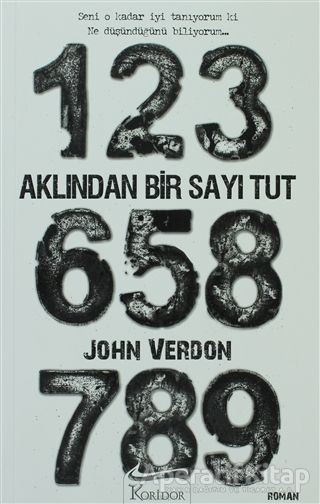 Seni o kadar iyi tanıyorum ki
Ne düşündüğünü biliyorum...
123
AKLINDAN BİR SAYI TUT
658
JOHN VERDON
789
KORİDOR
ROMAN